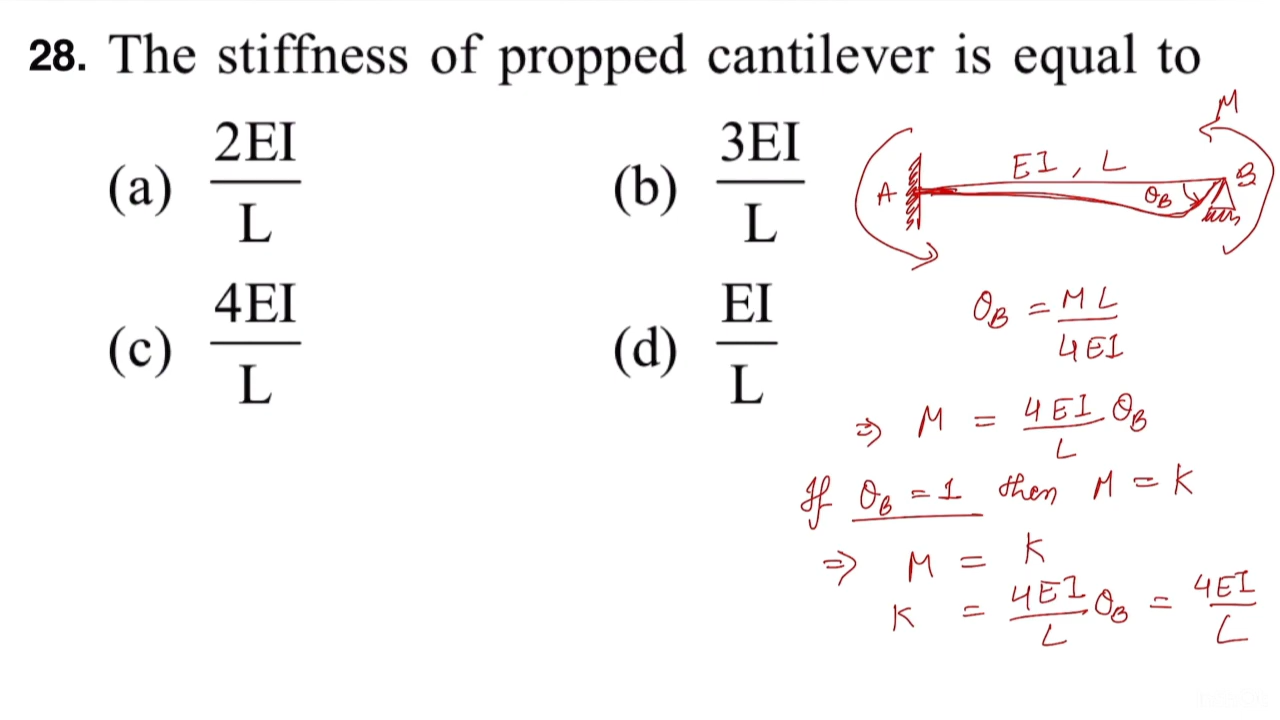 28. The stiffness of propped cantilever is equal to
(a) 2EI/L (b) 3EI/L
(c) 4EI/L (d) EI/L
M
EI, L
A
B
θB
θB = ML/4EI
⇒ M = 4EI/L θB
If θB = 1 then M = K
⇒ M = K
K = 4EI/L θB = 4EI/L